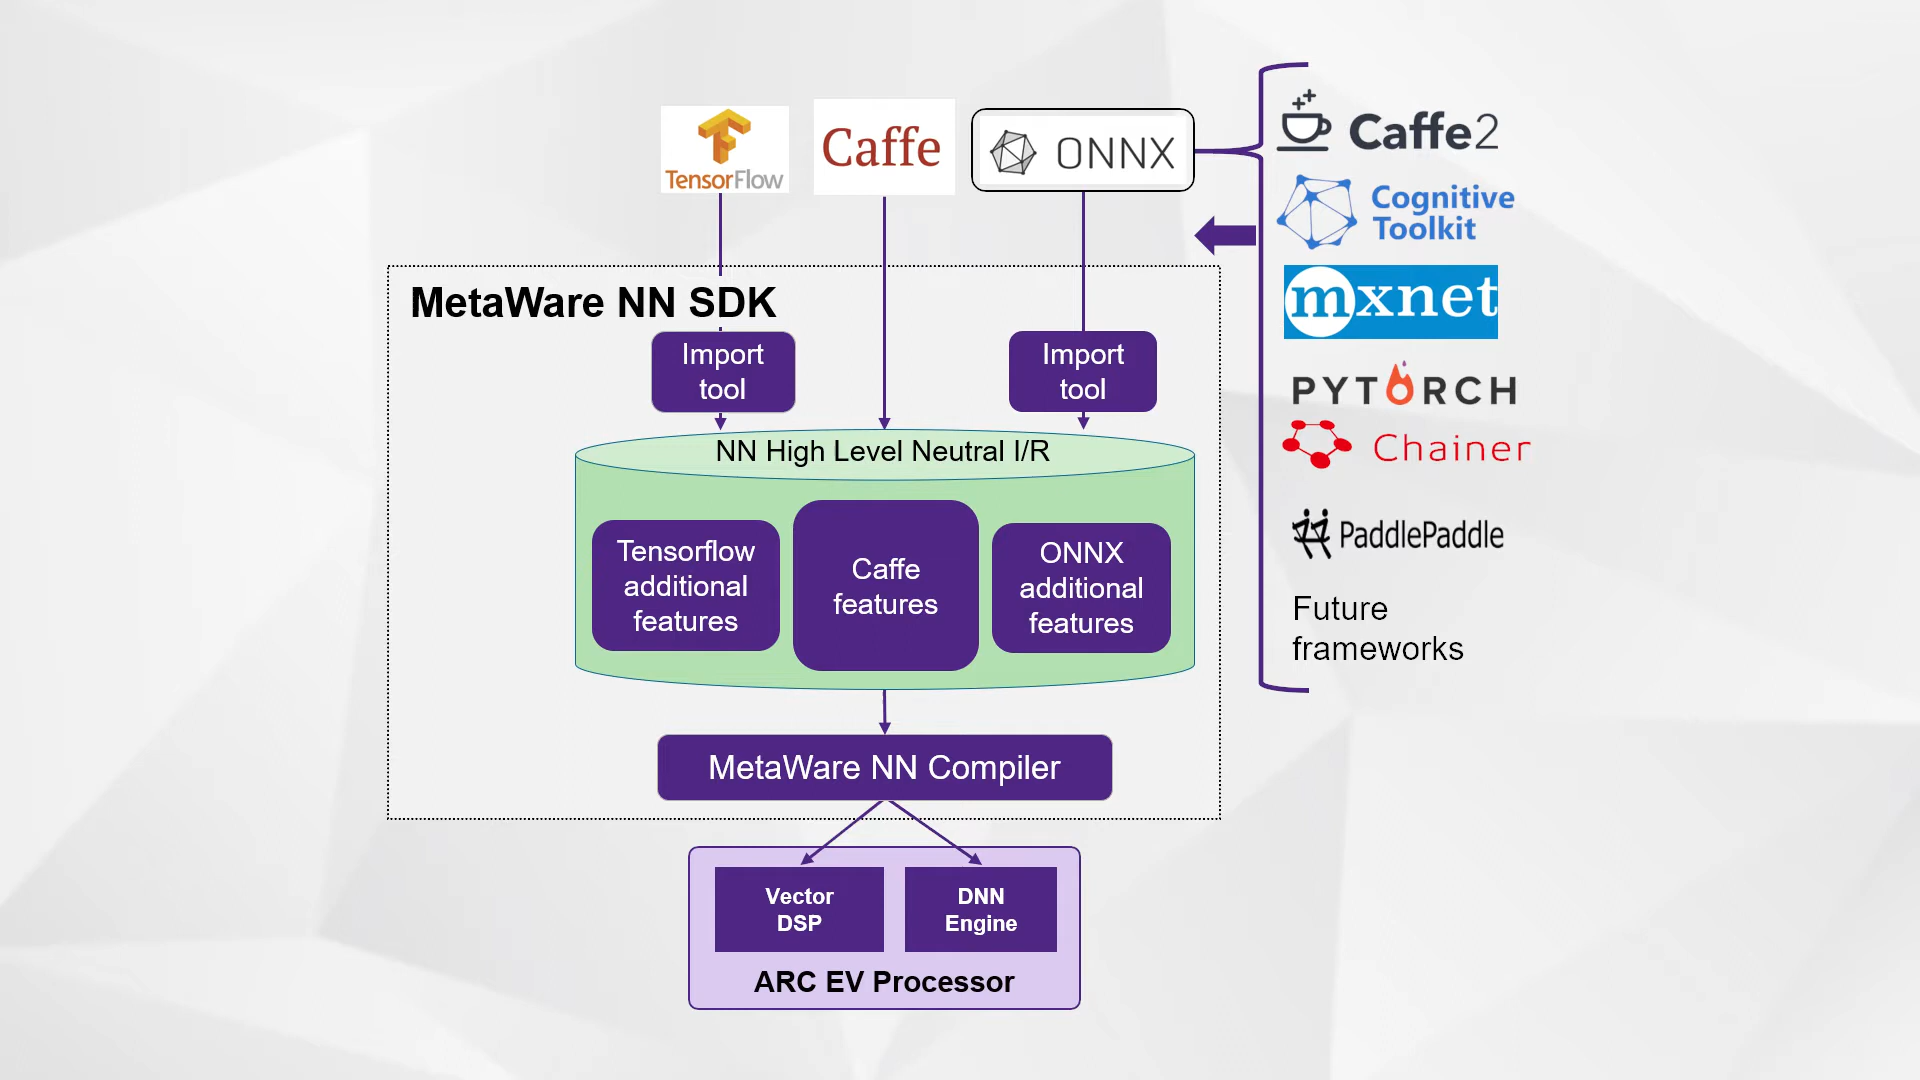 TensorFlow
Caffe
ONNX
Caffe2
Cognitive
Toolkit
mxnet
PYTORCH
Chainer
PaddlePaddle
Future
frameworks
MetaWare NN SDK
Import
tool
Import
tool
NN High Level Neutral I/R
Tensorflow
additional
features
Caffe
features
ONNX
additional
features
MetaWare NN Compiler
Vector
DSP
DNN
Engine
ARC EV Processor